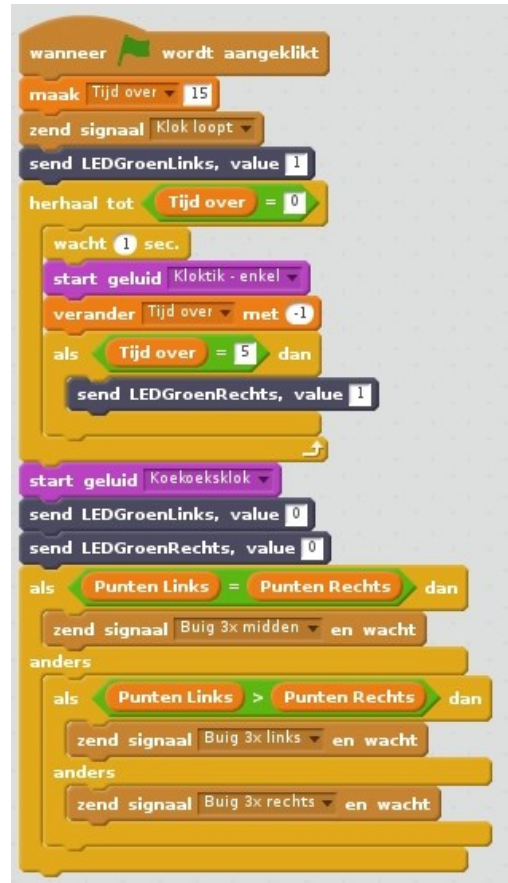 wanneer wordt aangeklikt
maak Tijd over 15
zend signaal Klok loopt
send LEDGroenLinks, value 1
herhaal tot Tijd over = 0
wacht 1 sec.
start geluid Kloktik - enkel
verander Tijd over met -1
als Tijd over = 5 dan
send LEDGroenRechts, value 1
start geluid Koekoeksklok
send LEDGroenLinks, value 0
send LEDGroenRechts, value 0
als Punten Links = Punten Rechts dan
zend signaal Buig 3x midden en wacht
anders
als Punten Links > Punten Rechts dan
zend signaal Buig 3x links en wacht
anders
zend signaal Buig 3x rechts en wacht